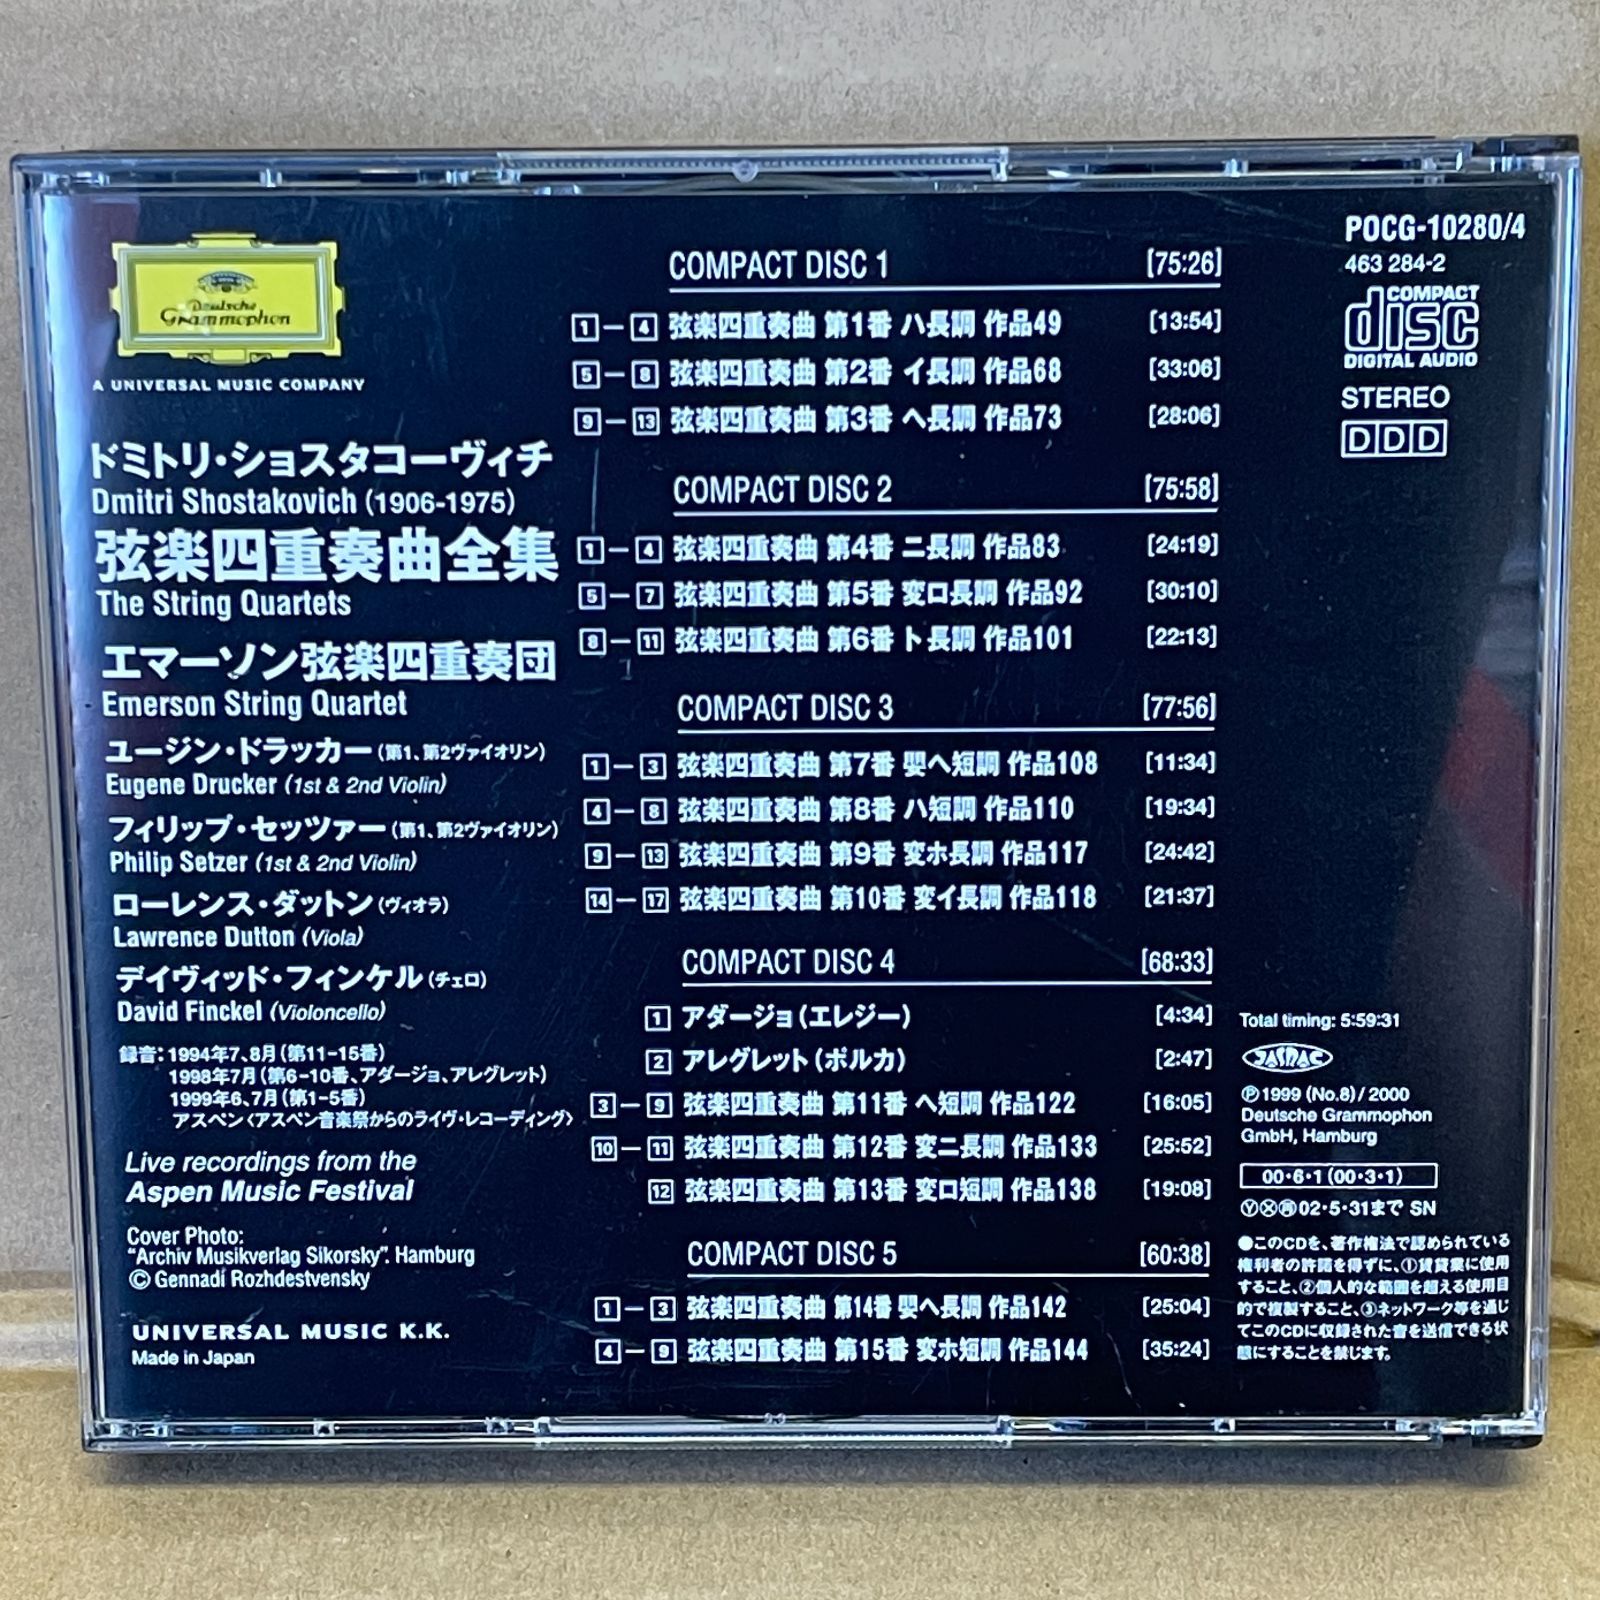 Deutsche
Grammophon
A UNIVERSAL MUSIC COMPANY
ドミトリ・ショスタコーヴィチ
Dmitri Shostakovich (1906-1975)
弦楽四重奏曲全集
The String Quartets
エマーソン弦楽四重奏団
Emerson String Quartet
ユージン・ドラッカー（第1、第2ヴァイオリン）
Eugene Drucker (1st & 2nd Violin)
フィリップ・セッツァー（第1、第2ヴァイオリン）
Philip Setzer (1st & 2nd Violin)
ローレンス・ダットン（ヴィオラ）
Lawrence Dutton (Viola)
デイヴィッド・フィンケル（チェロ）
David Finckel (Violoncello)
録音：1994年7、8月（第11-15番）
1998年7月（第6-10番、アダージョ、アレグレット）
1999年6、7月（第1-5番）
アスペン〈アスペン音楽祭からのライヴ・レコーディング〉
Live recordings from the
Aspen Music Festival
Cover Photo:
“Archiv Musikverlag Sikorsky”. Hamburg
© Gennadi Rozhdestvensky
UNIVERSAL MUSIC K.K.
Made in Japan
COMPACT DISC 1 [75:26]
1－4 弦楽四重奏曲 第1番 ハ長調 作品49 [13:54]
5－8 弦楽四重奏曲 第2番 イ長調 作品68 [33:06]
9－13 弦楽四重奏曲 第3番 ヘ長調 作品73 [28:06]
COMPACT DISC 2 [75:58]
1－4 弦楽四重奏曲 第4番 ニ長調 作品83 [24:19]
5－7 弦楽四重奏曲 第5番 変ロ長調 作品92 [30:10]
8－11 弦楽四重奏曲 第6番 ト長調 作品101 [22:13]
COMPACT DISC 3 [77:56]
1－3 弦楽四重奏曲 第7番 嬰ヘ短調 作品108 [11:34]
4－8 弦楽四重奏曲 第8番 ハ短調 作品110 [19:34]
9－13 弦楽四重奏曲 第9番 変ホ長調 作品117 [24:42]
14－17 弦楽四重奏曲 第10番 変イ長調 作品118 [21:37]
COMPACT DISC 4 [68:33]
1 アダージョ（エレジー） [4:34]
2 アレグレット（ポルカ） [2:47]
3－9 弦楽四重奏曲 第11番 ヘ短調 作品122 [16:05]
10－11 弦楽四重奏曲 第12番 変ニ長調 作品133 [25:52]
12 弦楽四重奏曲 第13番 変ロ短調 作品138 [19:08]
COMPACT DISC 5 [60:38]
1－3 弦楽四重奏曲 第14番 嬰ヘ長調 作品142 [25:04]
4－9 弦楽四重奏曲 第15番 変ホ短調 作品144 [35:24]
POCG-10280/4
463 284-2
COMPACT
disc
DIGITAL AUDIO
STEREO
DDD
Total timing: 5:59:31
JASRAC
Ⓟ1999 (No.8) / 2000
Deutsche Grammophon
GmbH, Hamburg
00・6・1（00・3・1）
ⓎⓍ㊞02・5・31まで SN
●このCDを、著作権法で認められている
権利者の許諾を得ずに、①賃貸業に使用
すること、②個人的な範囲を超える使用目
的で複製すること、③ネットワーク等を通じ
てこのCDに収録された音を送信できる状
態にすることを禁じます。